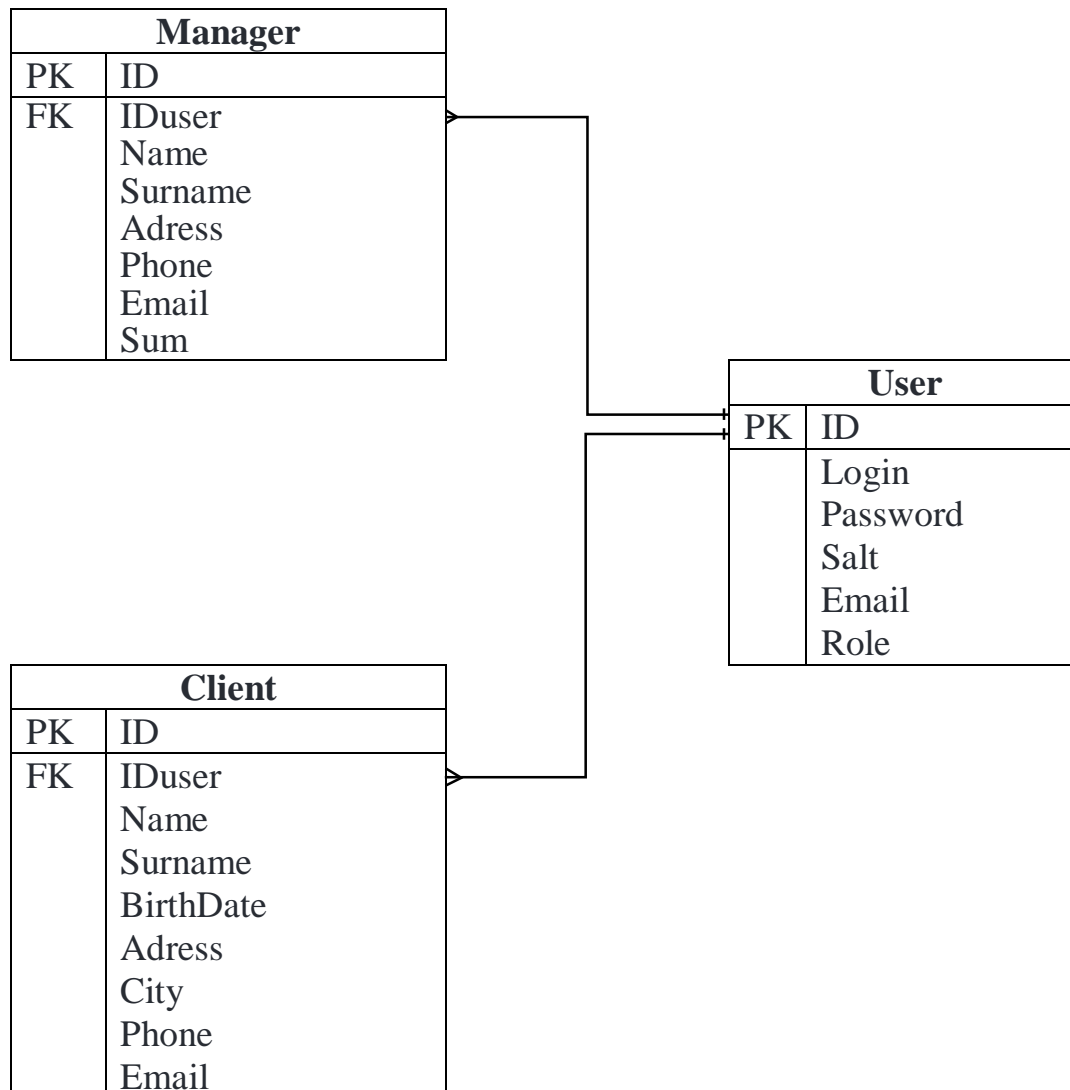 Manager
PK ID
FK IDuser
Name
Surname
Adress
Phone
Email
Sum
User
PK ID
Login
Password
Salt
Email
Role
Client
PK ID
FK IDuser
Name
Surname
BirthDate
Adress
City
Phone
Email